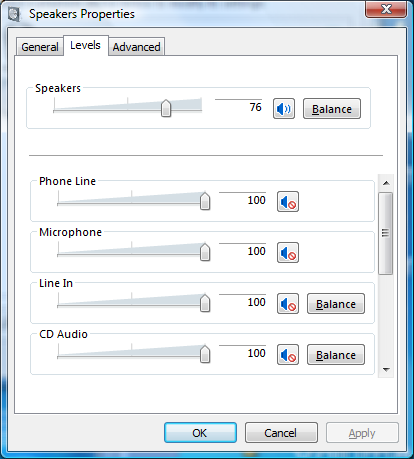 Speakers Properties
General Levels Advanced
Speakers
76 Balance
Phone Line
100
Microphone
100
Line In
100 Balance
CD Audio
100 Balance
OK Cancel Apply